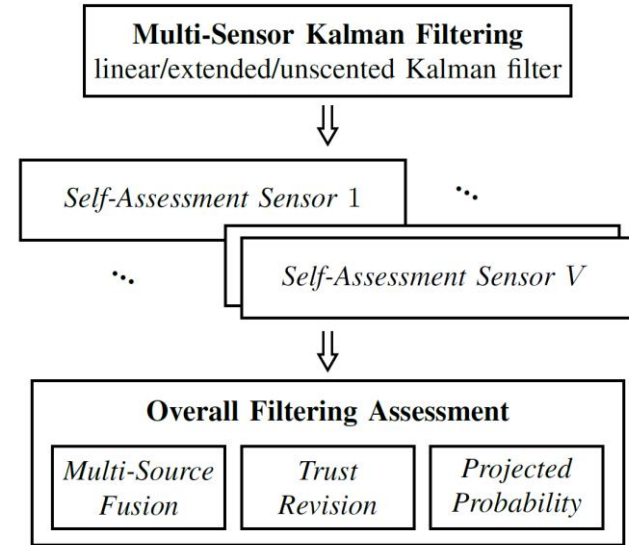 Multi-Sensor Kalman Filtering
linear/extended/unscented Kalman filter
Self-Assessment Sensor 1
Self-Assessment Sensor V
Overall Filtering Assessment
Multi-Source
Fusion
Trust
Revision
Projected
Probability